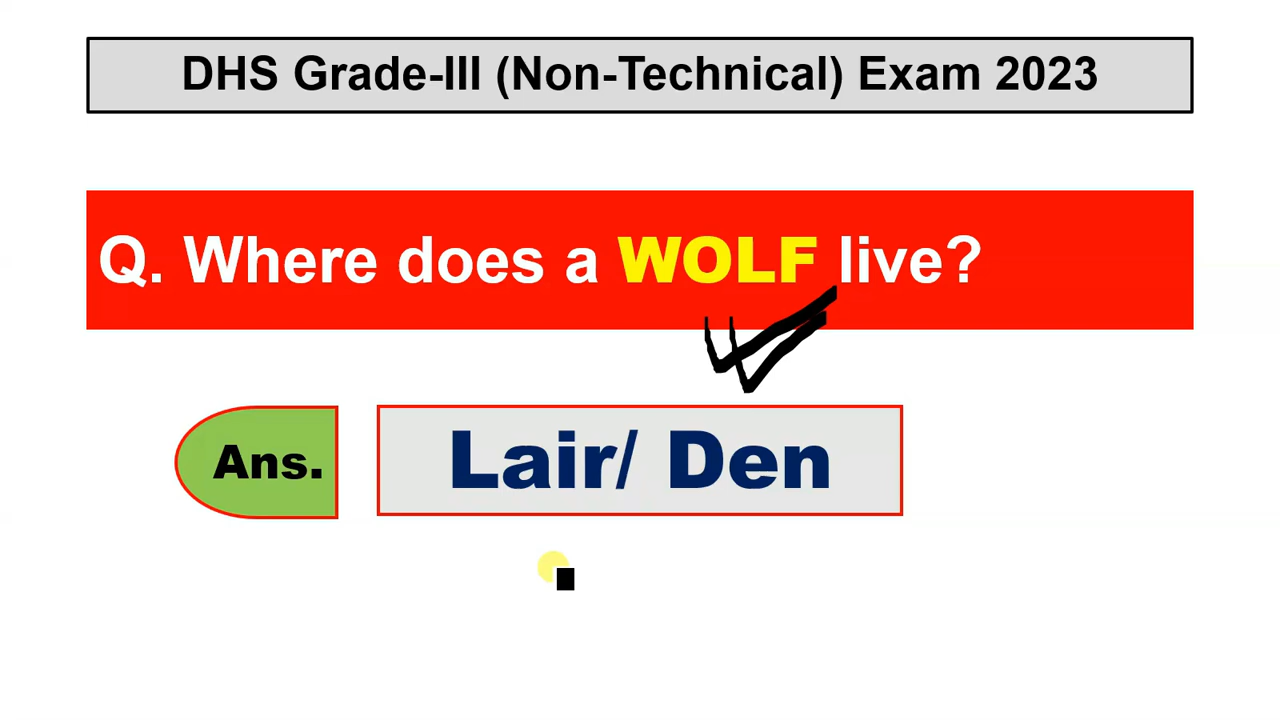 DHS Grade-III (Non-Technical) Exam 2023
Q. Where does a WOLF live?
Ans.
Lair/ Den